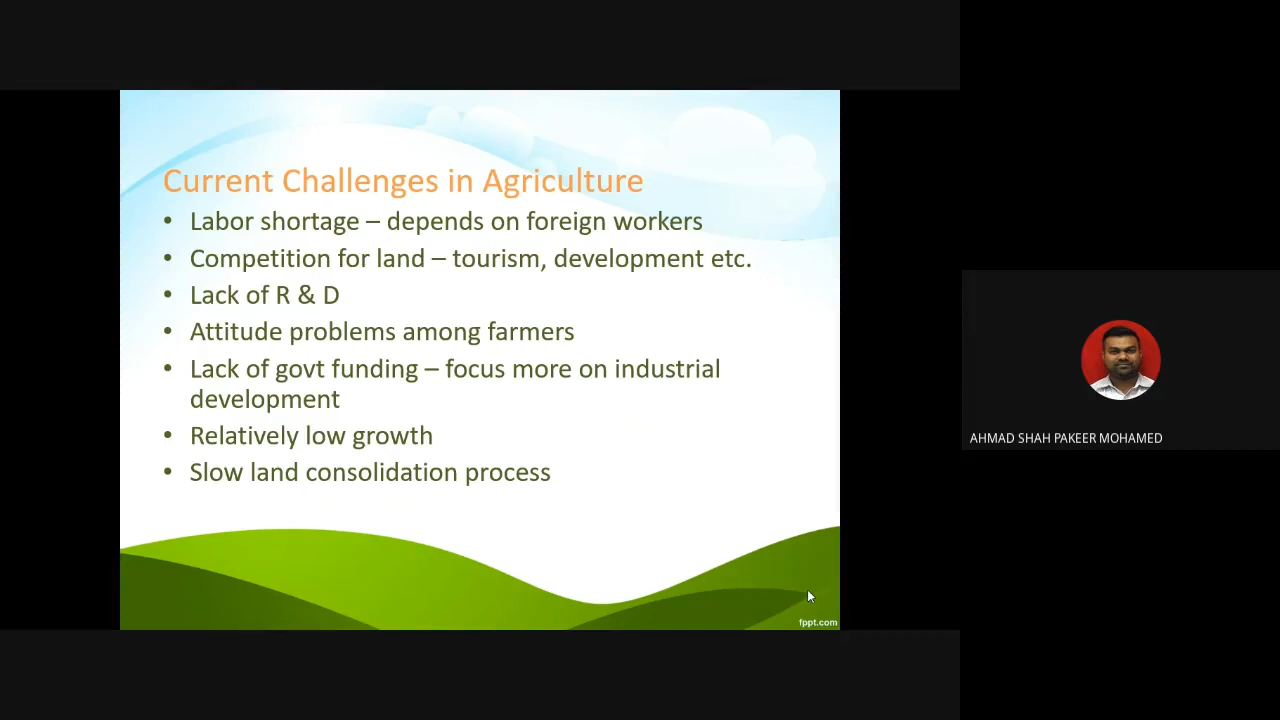 Current Challenges in Agriculture
• Labor shortage – depends on foreign workers
• Competition for land – tourism, development etc.
• Lack of R & D
• Attitude problems among farmers
• Lack of govt funding – focus more on industrial
development
• Relatively low growth
• Slow land consolidation process
fppt.com
AHMAD SHAH PAKEER MOHAMED